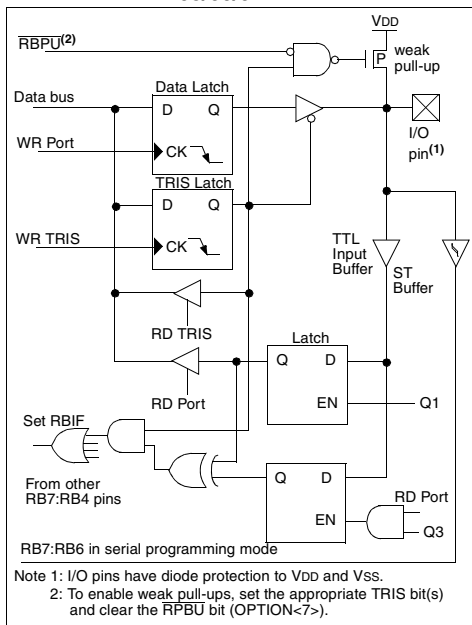 VDD
RBPU(2)
P
weak
pull-up
Data Latch
Data bus
D Q
I/O
pin(1)
WR Port
CK
TRIS Latch
D Q
WR TRIS
CK
TTL
Input
Buffer
ST
Buffer
RD TRIS
Latch
Q D
RD Port
EN
Q1
Set RBIF
From other
RB7:RB4 pins
Q D
RD Port
EN
Q3
RB7:RB6 in serial programming mode
Note 1: I/O pins have diode protection to VDD and VSS.
2: To enable weak pull-ups, set the appropriate TRIS bit(s)
and clear the RPBU bit (OPTION<7>).